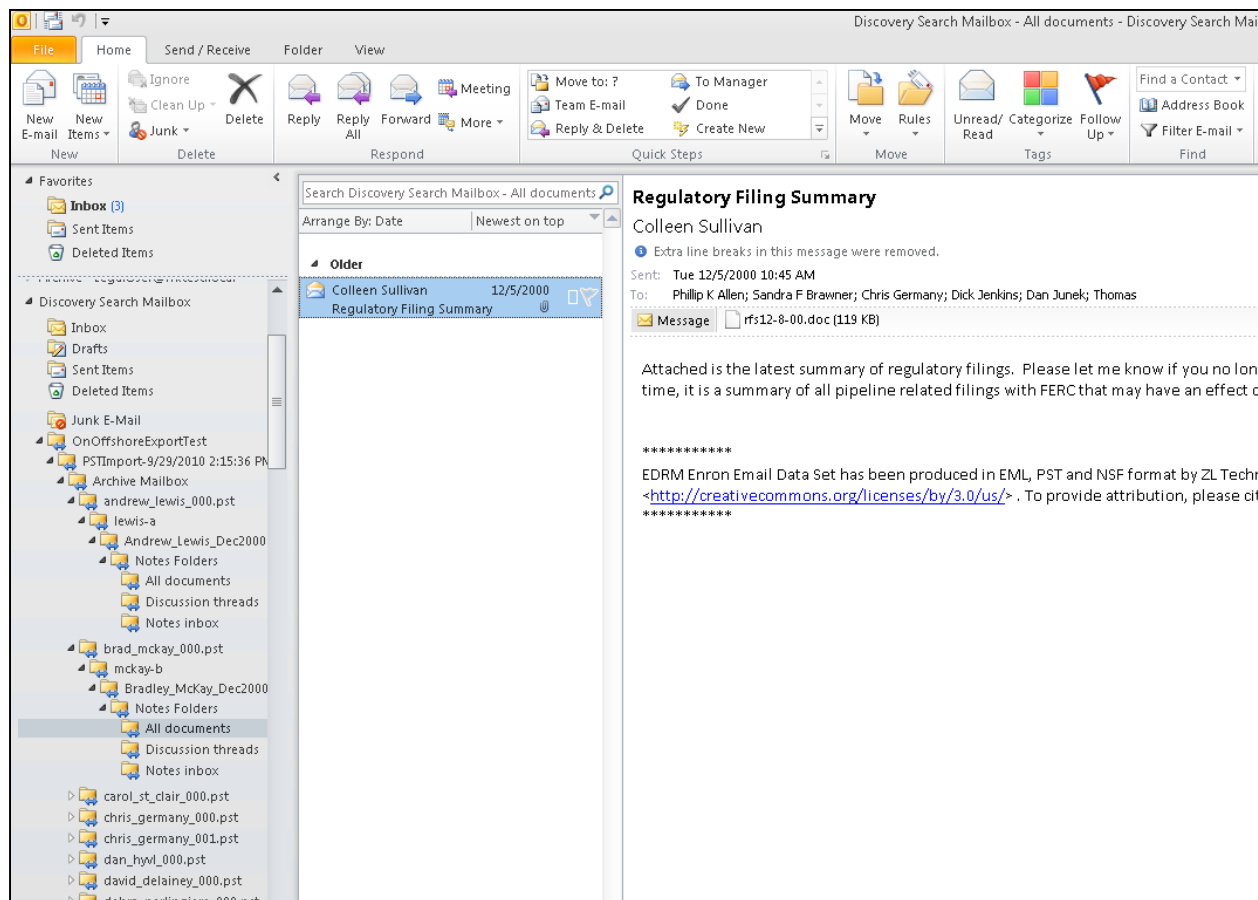 Discovery Search Mailbox - All documents - Discovery Search Mai
File Home Send / Receive Folder View
New E-mail
New Items
Ignore
Clean Up
Junk
Delete
Reply
Reply All
Forward
Meeting
More
Move to: ?
Team E-mail
Reply & Delete
To Manager
Done
Create New
Move
Rules
Unread/ Read
Categorize
Follow Up
Find a Contact
Address Book
Filter E-mail
New Delete Respond Quick Steps Move Tags Find
Favorites
Inbox (3)
Sent Items
Deleted Items
Discovery Search Mailbox
Inbox
Drafts
Sent Items
Deleted Items
Junk E-Mail
OnOffshoreExportTest
PSTImport-9/29/2010 2:15:36 PM
Archive Mailbox
andrew_lewis_000.pst
lewis-a
Andrew_Lewis_Dec2000
Notes Folders
All documents
Discussion threads
Notes inbox
brad_mckay_000.pst
mckay-b
Bradley_McKay_Dec2000
Notes Folders
All documents
Discussion threads
Notes inbox
carol_st_clair_000.pst
chris_germany_000.pst
chris_germany_001.pst
dan_hyvl_000.pst
david_delainey_000.pst
Search Discovery Search Mailbox - All documents
Arrange By: Date Newest on top
Older
Colleen Sullivan 12/5/2000
Regulatory Filing Summary
Regulatory Filing Summary
Colleen Sullivan
Extra line breaks in this message were removed.
Sent: Tue 12/5/2000 10:45 AM
To: Phillip K Allen; Sandra F Brawner; Chris Germany; Dick Jenkins; Dan Junek; Thomas
Message rfs12-8-00.doc (119 KB)
Attached is the latest summary of regulatory filings. Please let me know if you no lon
time, it is a summary of all pipeline related filings with FERC that may have an effect o
***********
EDRM Enron Email Data Set has been produced in EML, PST and NSF format by ZL Techn
<http://creativecommons.org/licenses/by/3.0/us/> . To provide attribution, please cit
***********